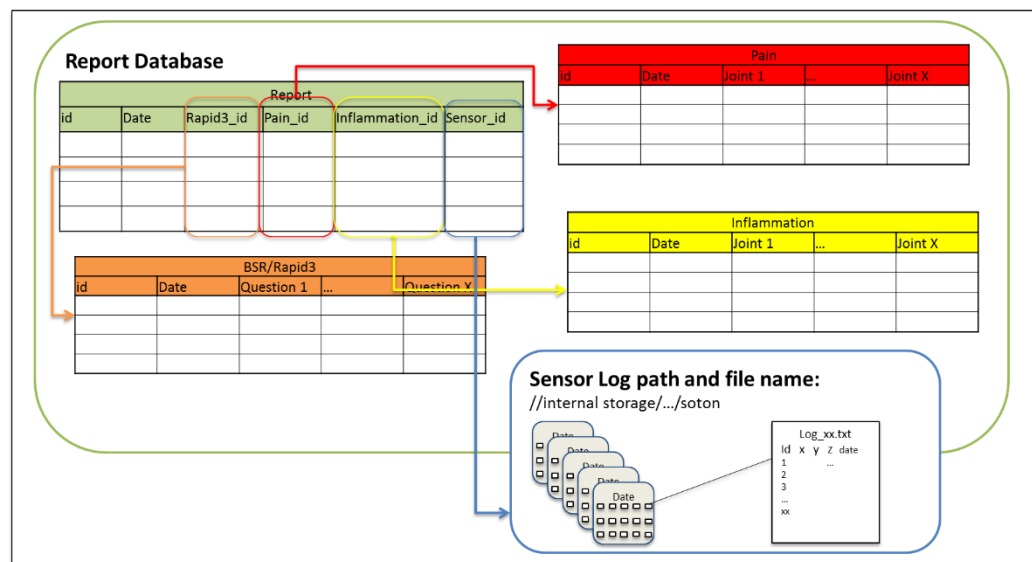 Report Database
Report
id Date Rapid3_id Pain_id Inflammation_id Sensor_id
Pain
id Date Joint 1 ... Joint X
Inflammation
id Date Joint 1 ... Joint X
BSR/Rapid3
id Date Question 1 ... Question X
Sensor Log path and file name:
//internal storage/.../soton
Date
Date
Date
Date
Date
Log_xx.txt
Id x y Z date
1 ...
2
3
...
xx